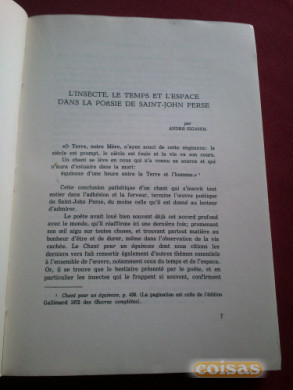 L'INSECTE, LE TEMPS ET L'ESPACE
DANS LA POÉSIE DE SAINT-JOHN PERSE
par
ANDRÉ SIGANOS
«Ô Terre, notre Mère, n'ayez souci de cette engeance: le
siècle est prompt, le siècle est foule et la vie va son cours.
Un chant se lève en nous qui n'a connu sa source et qui
n'aura d'estuaire dans la mort:
équinoxe d'une heure entre la Terre et l'homme.»¹
Cette conclusion pathétique d'un chant qui s'inscrit tout
entier dans l'adhésion et la ferveur, termine l'œuvre poétique
de Saint-John Perse, du moins celle qu'il est donné au lecteur
d'admirer.
Le poète avait loué bien souvent déjà cet accord profond
avec le monde, qu'il réaffirme ici une dernière fois; promenant
son œil aigu sur toutes choses, et trouvant partout matière au
bonheur d'être et de durer, même dans l'observation de la vie
cachée. Le Chant pour un équinoxe dont nous citons les
derniers vers fait ressortir également d'autres thèmes essentiels
à l'ensemble de l'œuvre, notamment ceux du temps et de l'espace.
Or, il se trouve que le bestiaire présenté par le poète, et en
particulier les insectes qui le frappent si souvent, confirment
¹ Chant pour un équinoxe, p. 438. (La pagination est celle de l'édition
Gallimard 1972 des Œuvres complètes).
7
coisas